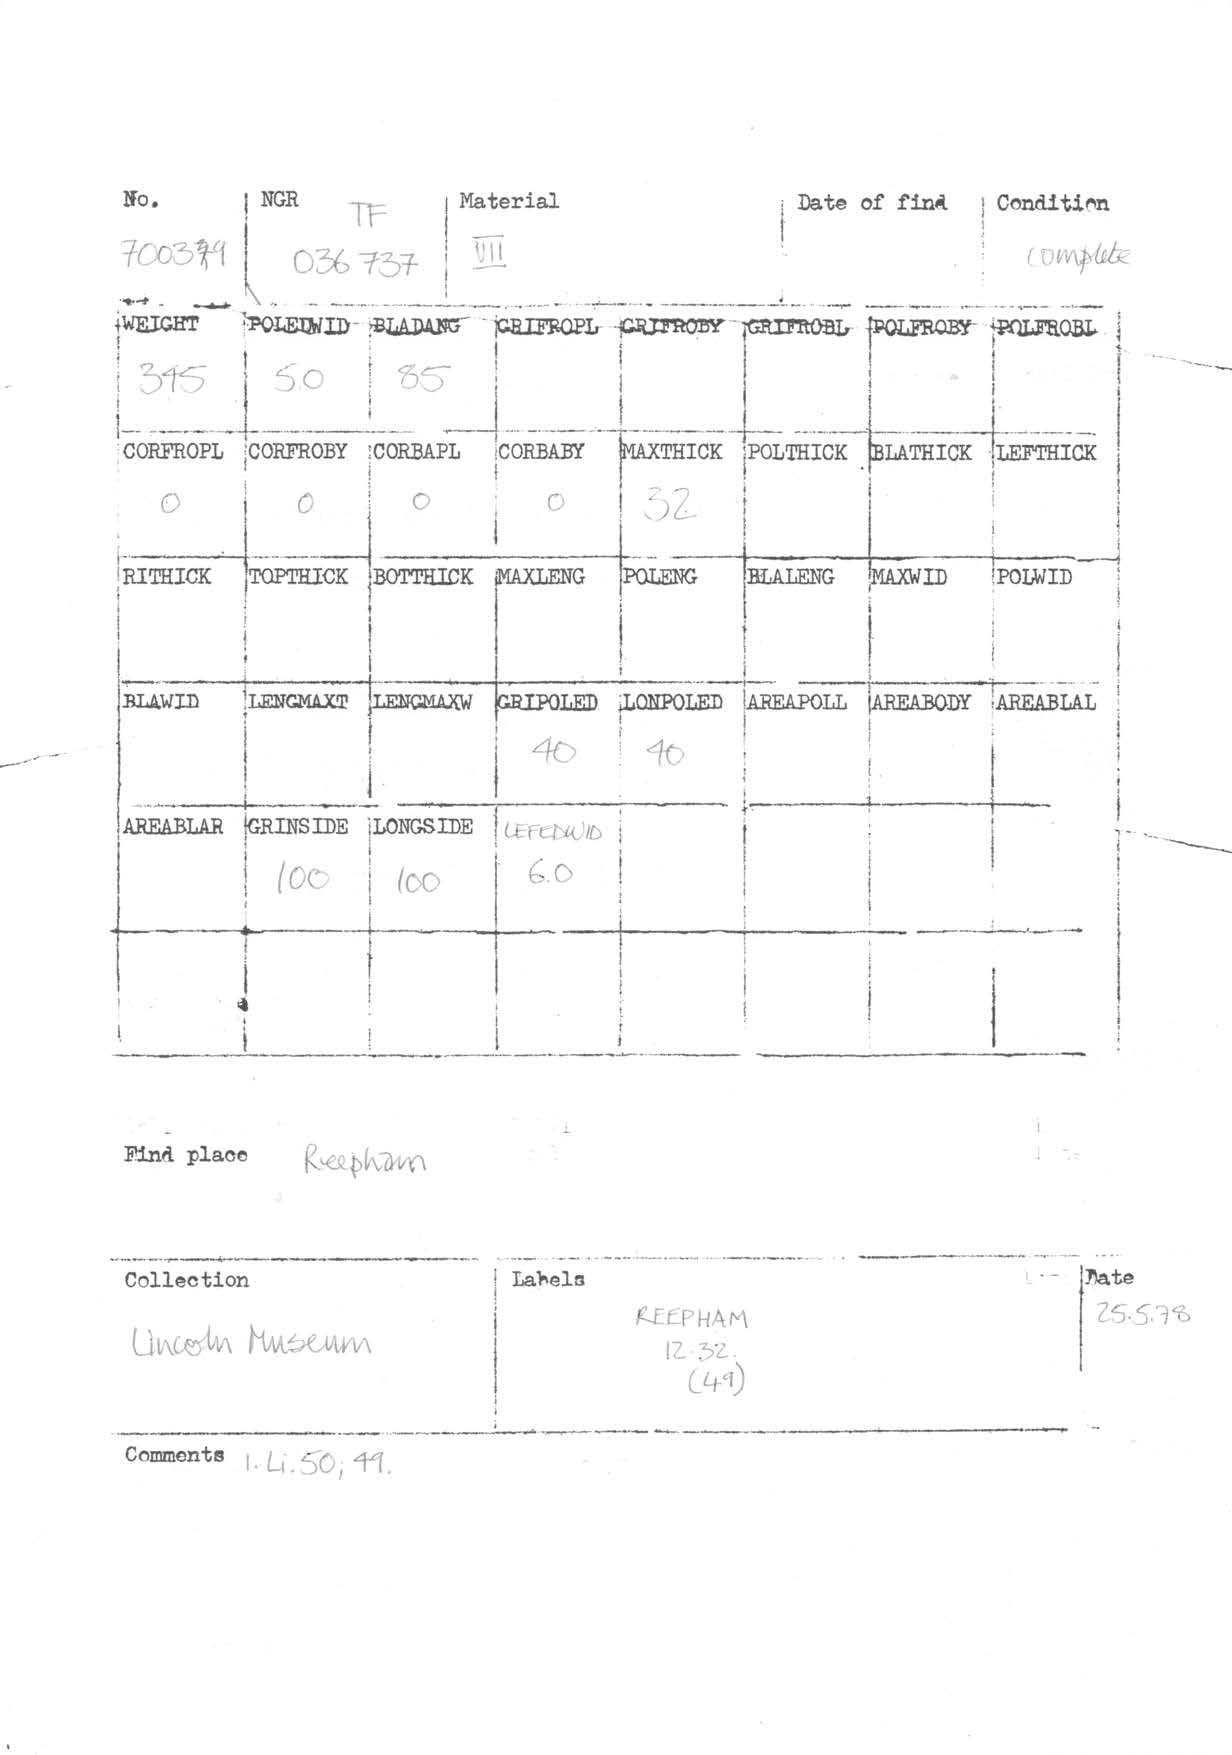 No. NGR TF Material Date of find Condition
036 737 VII complete
WEIGHT POLEDWID BLADANG GRIFROPL GRIFROBY GRIFROBL POLFROBY POLFROBL
345 5.0 85
CORFROPL CORFROBY CORBAPL CORBABY MAXTHICK POLTHICK BLATHICK LEFTHICK
0 0 0 0 32
RITHICK TOPTHICK BOTTHICK MAXLENG POLENG BLALENG MAXWID POLWID
BLAWID LENGMAXT LENGMAXW GRIPOLED LONPOLED AREAPOLL AREABODY AREABLAL
40 40
AREABLAR GRINSIDE LONGSIDE LEFEDWID
100 100 6.0
Find place Reepham
Collection Labels Date
REEPHAM 25.5.78
Lincoln Museum 12.32.
(49)
Comments 1. Li. 50; 49.